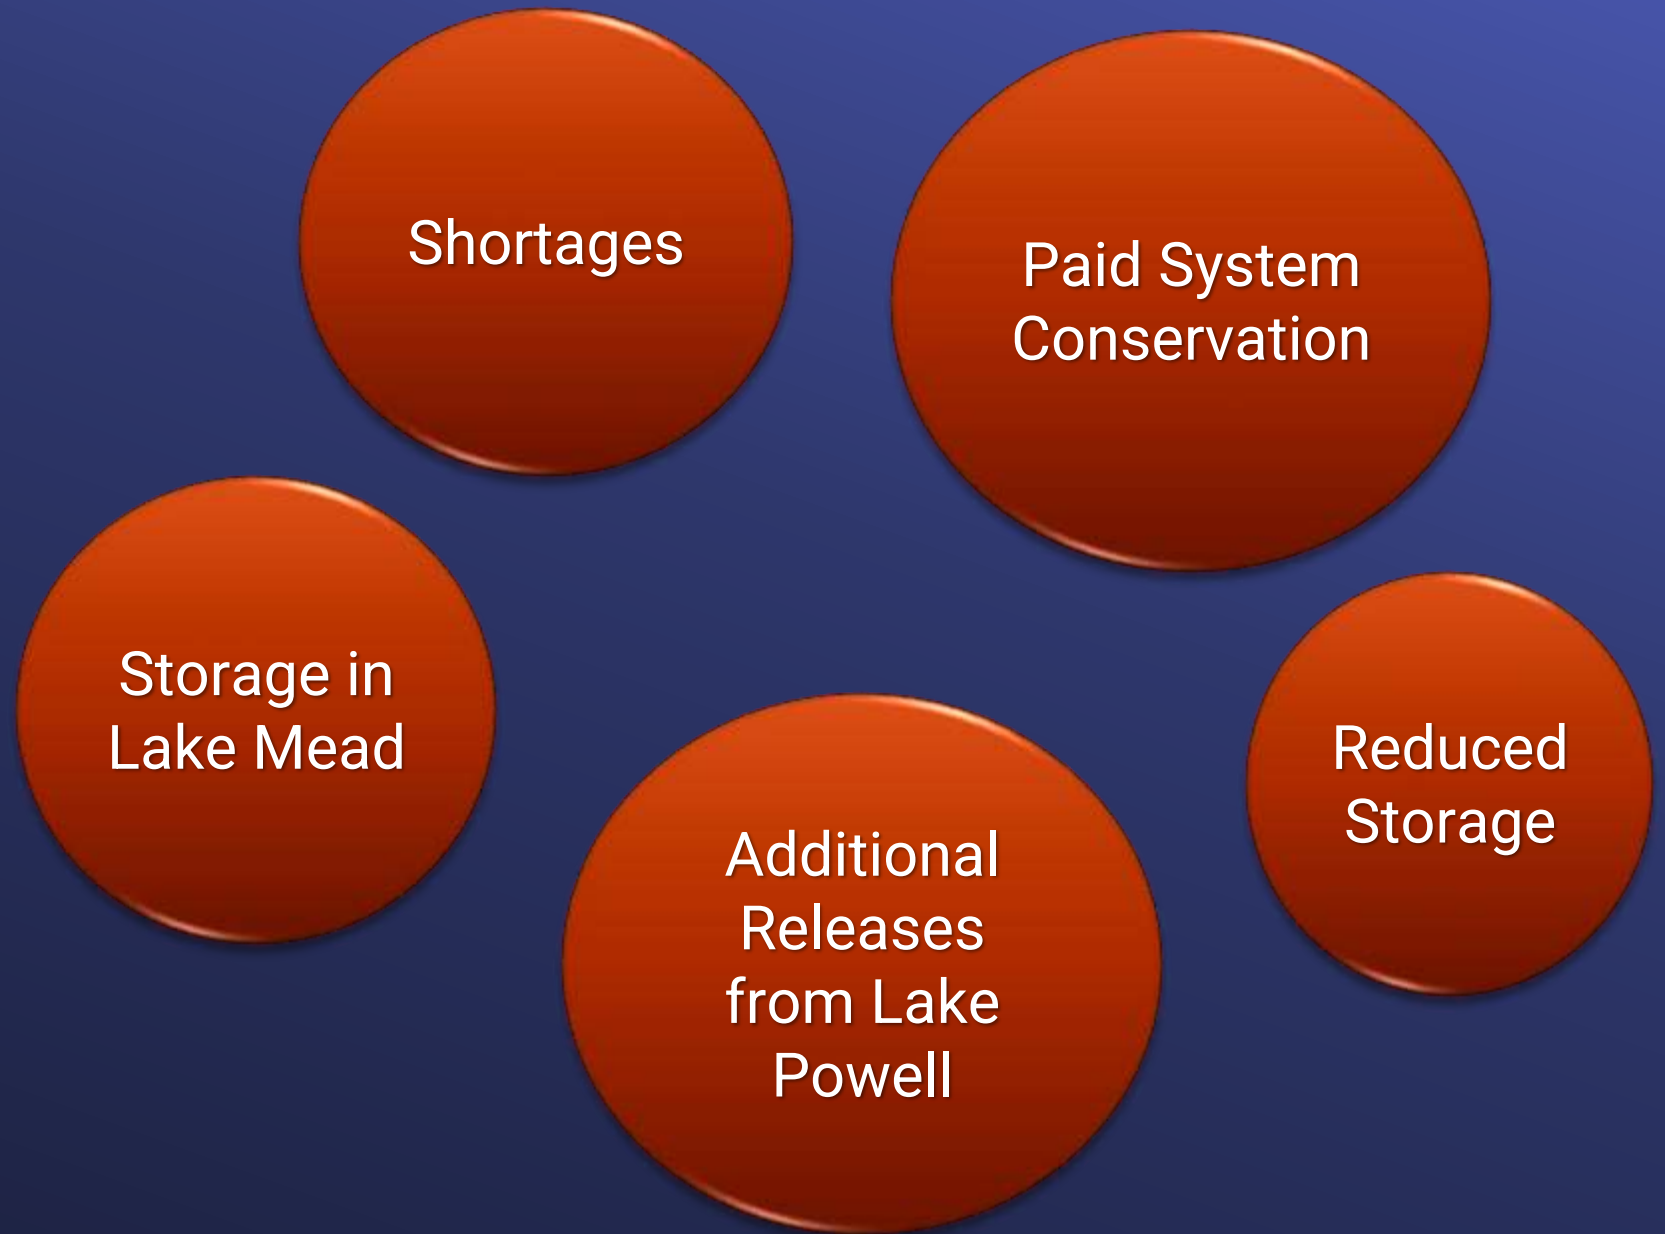 Shortages
Paid System
Conservation
Storage in
Lake Mead
Additional
Releases
from Lake
Powell
Reduced
Storage